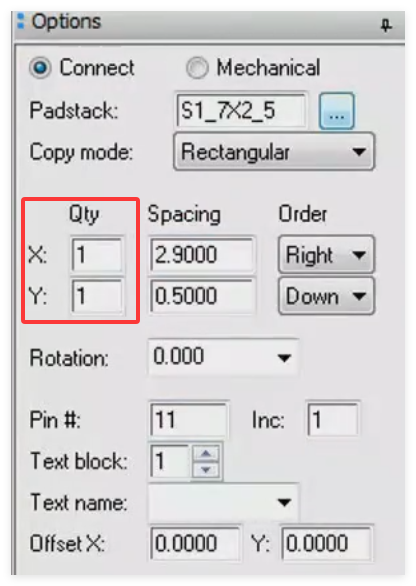 Options
Connect Mechanical
Padstack: S1_7X2_5 ...
Copy mode: Rectangular
Qty Spacing Order
X: 1 2.9000 Right
Y: 1 0.5000 Down
Rotation: 0.000
Pin #: 11 Inc: 1
Text block: 1
Text name:
Offset X: 0.0000 Y: 0.0000